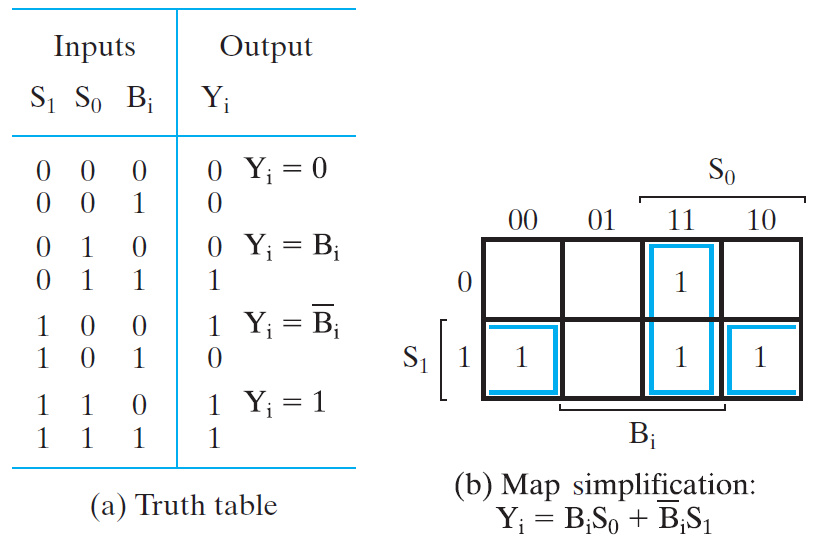 Inputs Output
S₁ S₀ Bᵢ Yᵢ
0 0 0 0 Yᵢ = 0
0 0 1 0
0 1 0 0 Yᵢ = Bᵢ
0 1 1 1
1 0 0 1 Yᵢ = B̅ᵢ
1 0 1 0
1 1 0 1 Yᵢ = 1
1 1 1 1
(a) Truth table
S₀
00 01 11 10
0 1
S₁ 1 1 1 1
Bᵢ
(b) Map simplification:
Yᵢ = BᵢS₀ + B̅ᵢS₁